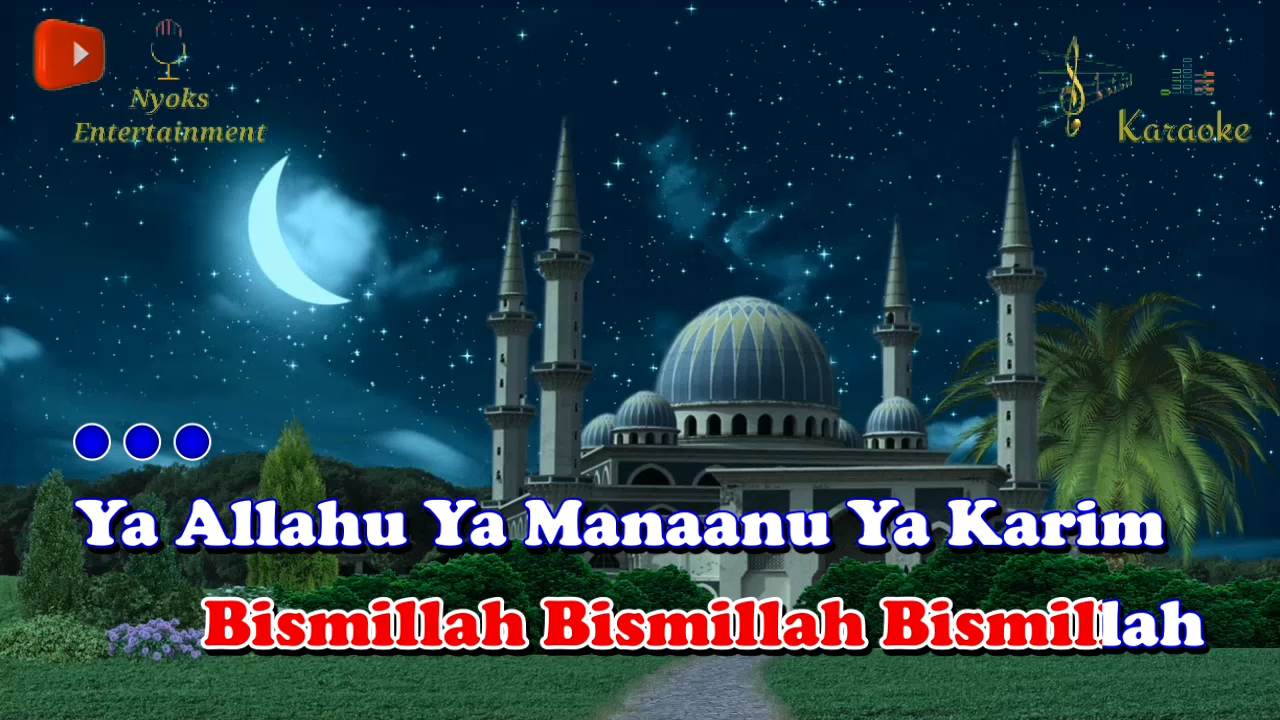 Nyoks
Entertainment
Karaoke
Ya Allahu Ya Manaanu Ya Karim
Bismillah Bismillah Bismillah